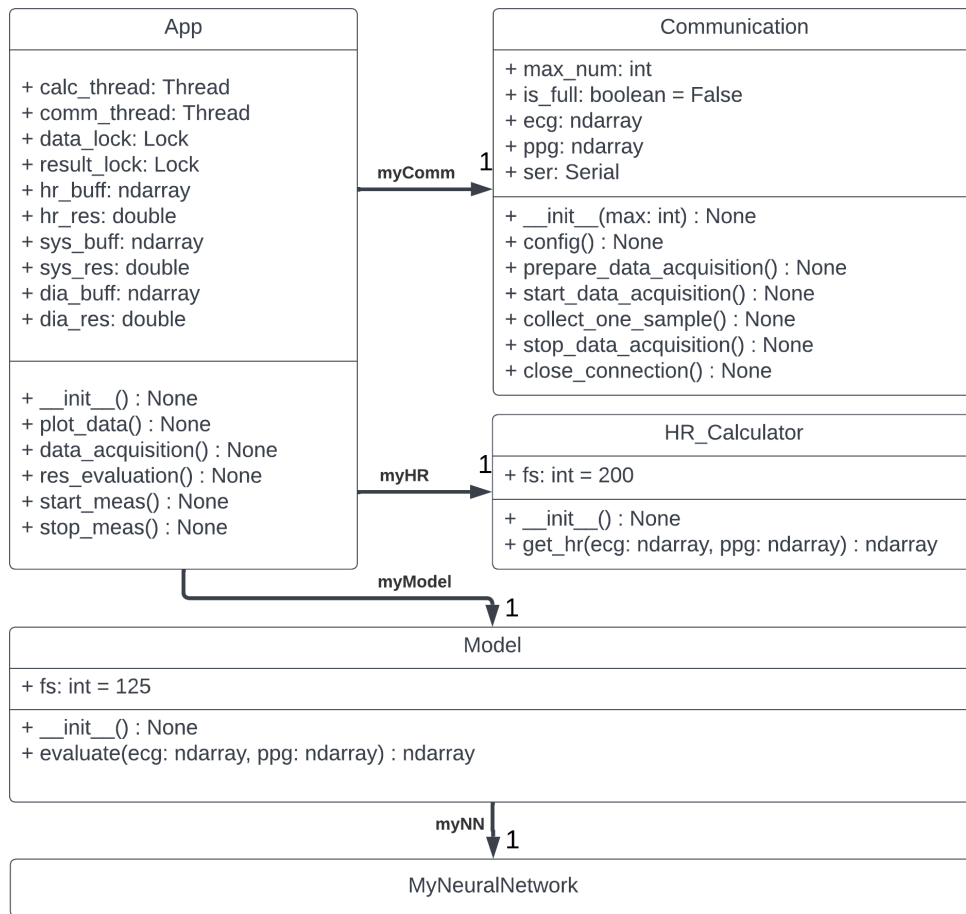 App
+ calc_thread: Thread
+ comm_thread: Thread
+ data_lock: Lock
+ result_lock: Lock
+ hr_buff: ndarray
+ hr_res: double
+ sys_buff: ndarray
+ sys_res: double
+ dia_buff: ndarray
+ dia_res: double
+ __init__() : None
+ plot_data() : None
+ data_acquisition() : None
+ res_evaluation() : None
+ start_meas() : None
+ stop_meas() : None
myComm
1
Communication
+ max_num: int
+ is_full: boolean = False
+ ecg: ndarray
+ ppg: ndarray
+ ser: Serial
+ __init__(max: int) : None
+ config() : None
+ prepare_data_acquisition() : None
+ start_data_acquisition() : None
+ collect_one_sample() : None
+ stop_data_acquisition() : None
+ close_connection() : None
myHR
1
HR_Calculator
+ fs: int = 200
+ __init__() : None
+ get_hr(ecg: ndarray, ppg: ndarray) : ndarray
myModel
1
Model
+ fs: int = 125
+ __init__() : None
+ evaluate(ecg: ndarray, ppg: ndarray) : ndarray
myNN
1
MyNeuralNetwork